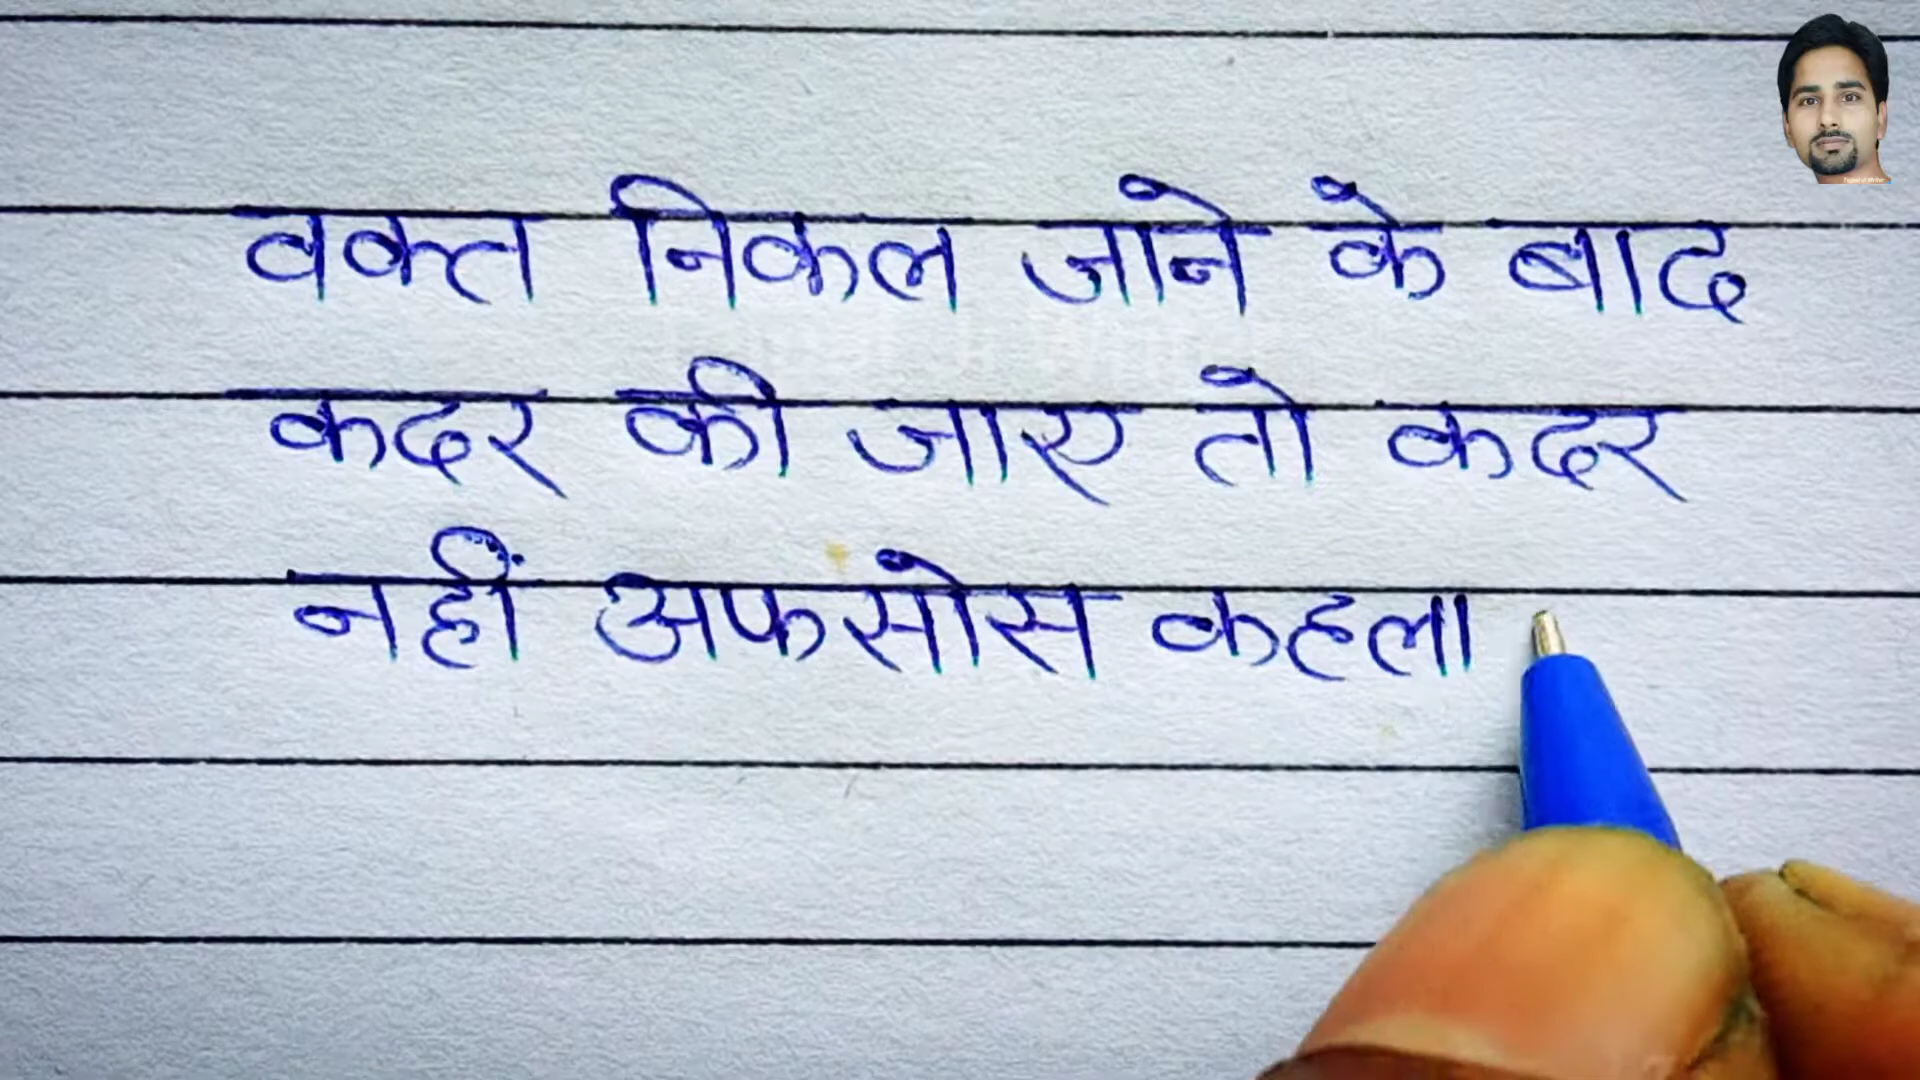 वक्त निकल जाने के बाद
कदर की जाए तो कदर
नहीं अफसोस कहला